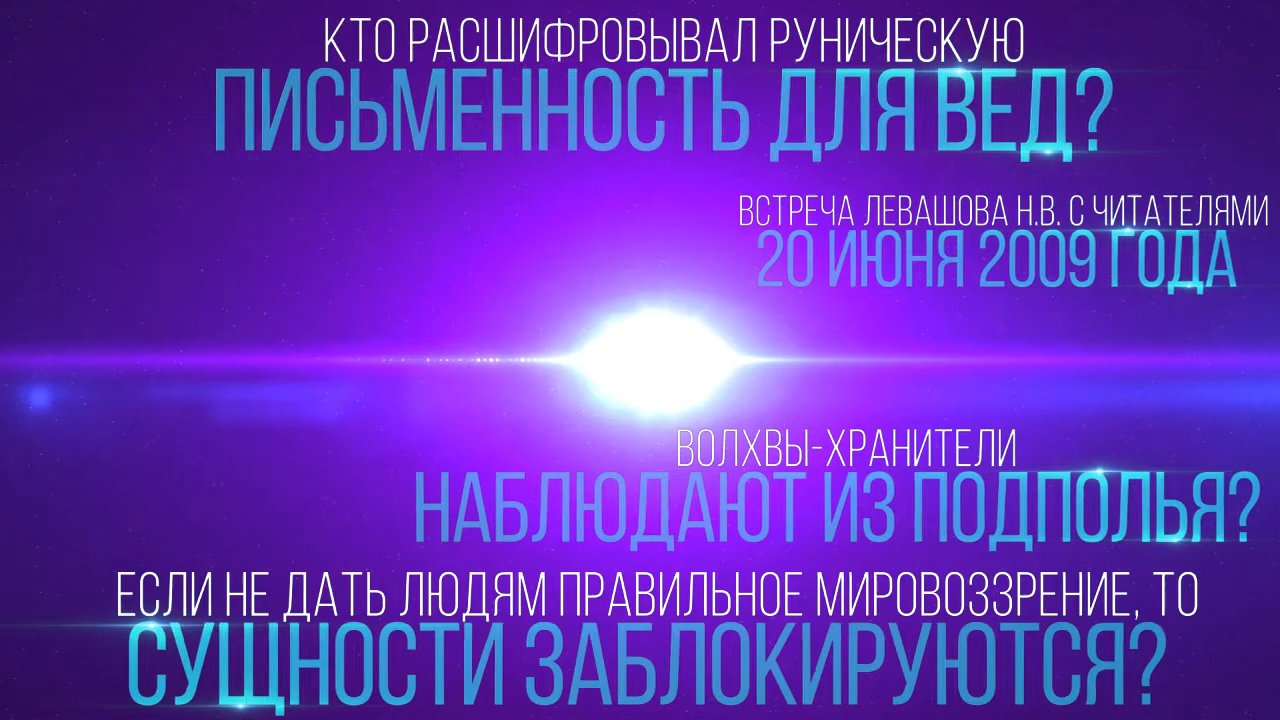 КТО РАСШИФРОВЫВАЛ РУНИЧЕСКУЮ
ПИСЬМЕННОСТЬ ДЛЯ ВЕД?
ВСТРЕЧА ЛЕВАШОВА Н.В. С ЧИТАТЕЛЯМИ
20 ИЮНЯ 2009 ГОДА
ВОЛХВЫ-ХРАНИТЕЛИ
НАБЛЮДАЮТ ИЗ ПОДПОЛЬЯ?
ЕСЛИ НЕ ДАТЬ ЛЮДЯМ ПРАВИЛЬНОЕ МИРОВОЗЗРЕНИЕ, ТО
СУЩНОСТИ ЗАБЛОКИРУЮТСЯ?